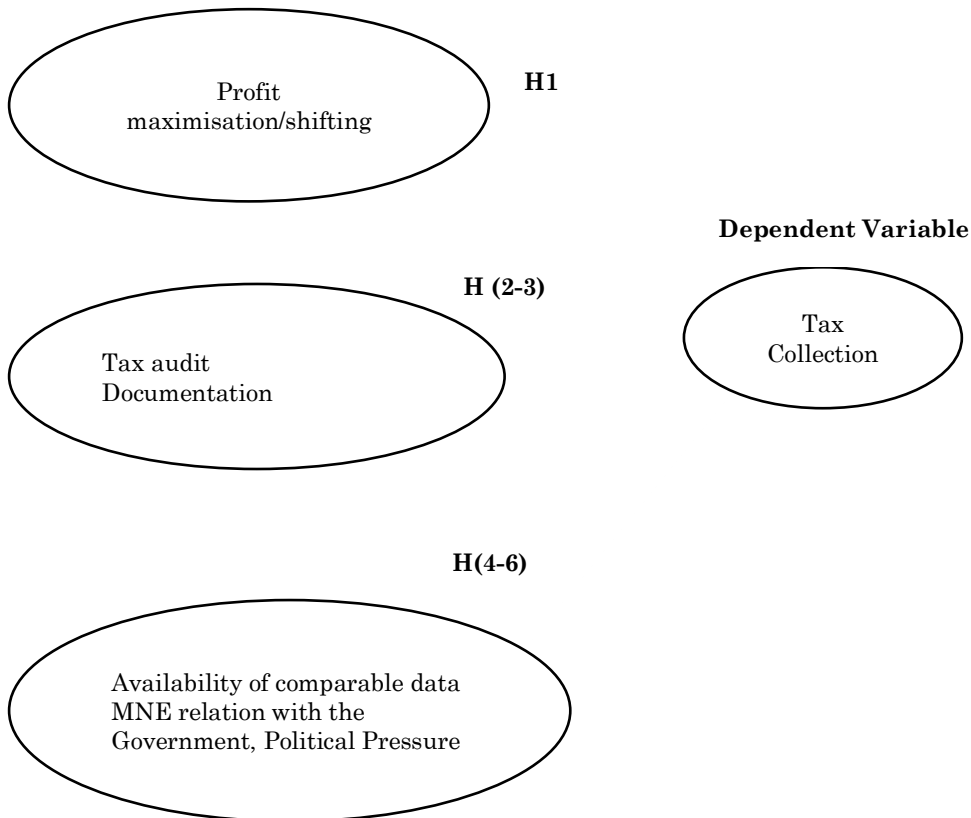 Profit
maximisation/shifting
H1
Dependent Variable
H (2-3)
Tax audit
Documentation
Tax
Collection
H(4-6)
Availability of comparable data
MNE relation with the
Government, Political Pressure